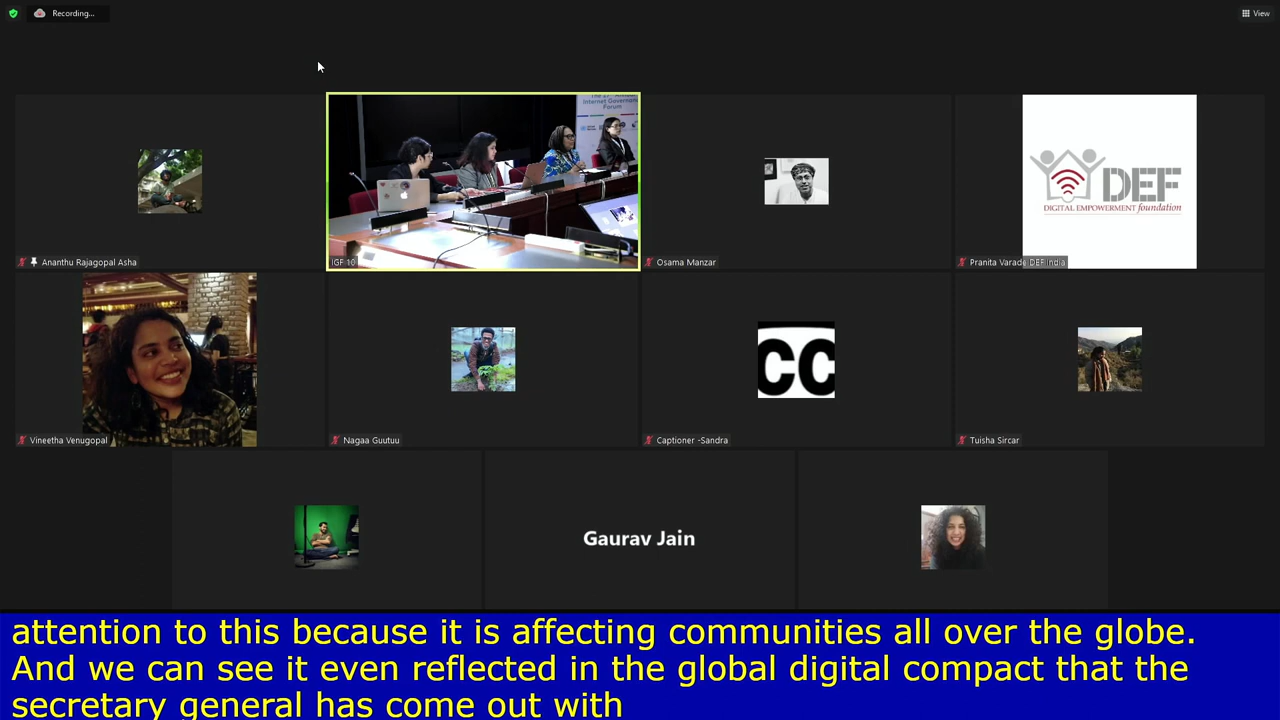 Recording...
View
Internet Governance
Forum
IGF 10
Ananthu Rajagopal Asha
Osama Manzar
DEF
DIGITAL EMPOWERMENT foundation
Pranita Varade DEF India
Vineetha Venugopal
Nagaa Guutuu
CC
Captioner -Sandra
Tuisha Sircar
Gaurav Jain
attention to this because it is affecting communities all over the globe.
And we can see it even reflected in the global digital compact that the
secretary general has come out with